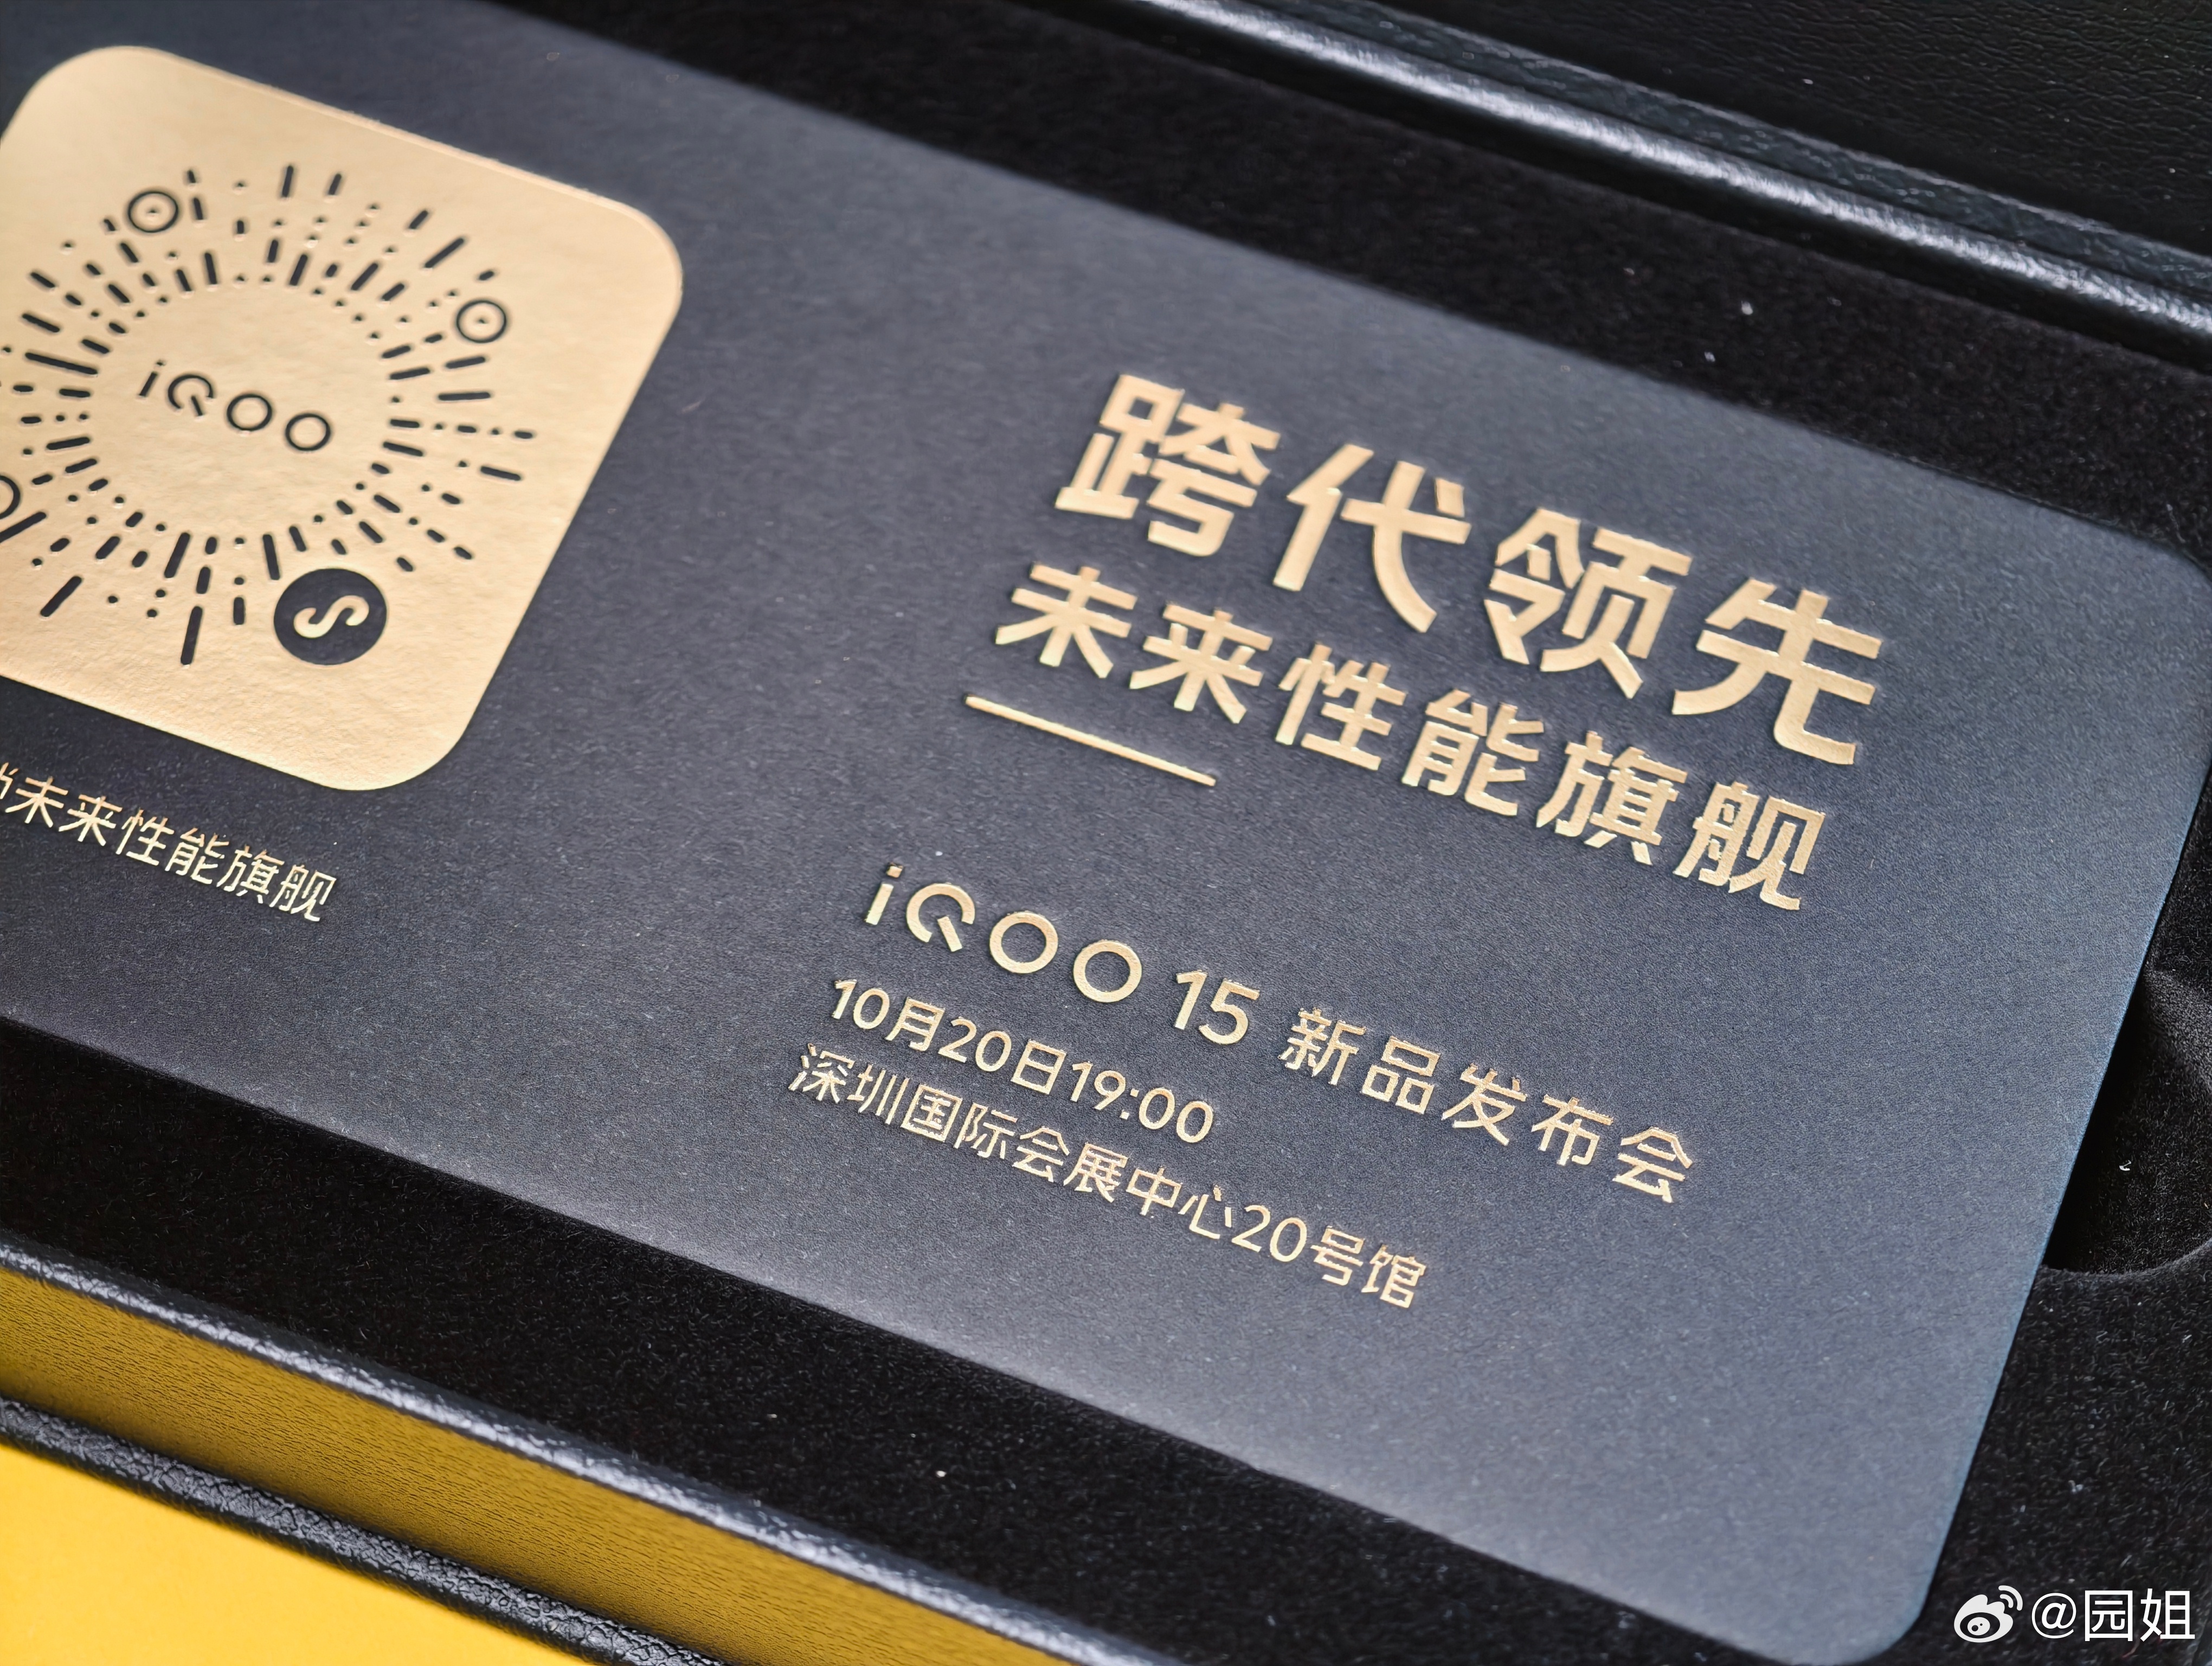 iQOO
未来性能旗舰
跨代领先
未来性能旗舰
iQOO 15 新品发布会
10月20日19:00
深圳国际会展中心20号馆
@园姐